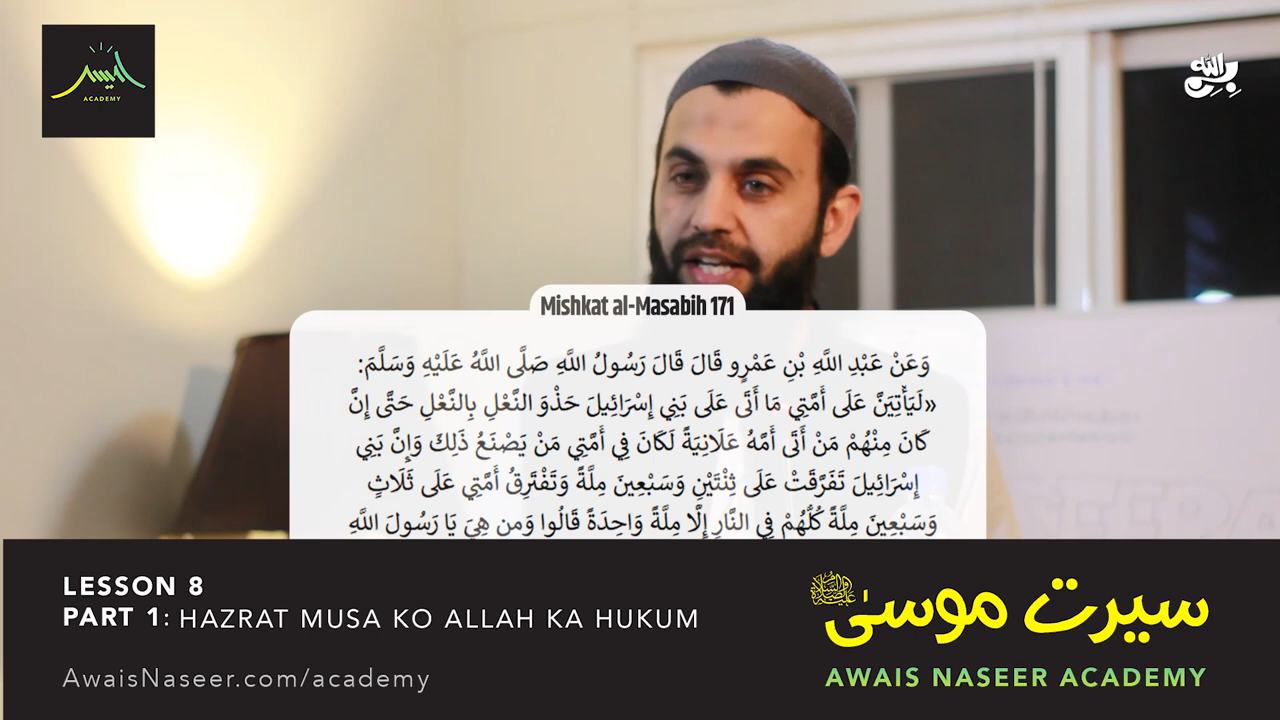 ACADEMY
Mishkat al-Masabih 171
وَعَنْ عَبْدِ اللَّهِ بْنِ عَمْرٍو قَالَ قَالَ رَسُولُ اللَّهِ صَلَّى اللَّهُ عَلَيْهِ وَسَلَّمَ:
«لَيَأْتِيَنَّ عَلَى أُمَّتِي مَا أَتَى عَلَى بَنِي إِسْرَائِيلَ حَذْوَ النَّعْلِ بِالنَّعْلِ حَتَّى إِنَّ
كَانَ مِنْهُمْ مَنْ أَتَى أُمَّهُ عَلَانِيَةً لَكَانَ فِي أُمَّتِي مَنْ يَصْنَعُ ذَلِكَ وَإِنَّ بَنِي
إِسْرَائِيلَ تَفَرَّقَتْ عَلَى ثِنْتَيْنِ وَسَبْعِينَ مِلَّةً وَتَفْتَرِقُ أُمَّتِي عَلَى ثَلَاثٍ
وَسَبْعِينَ مِلَّةً كُلُّهُمْ فِي النَّارِ إِلَّا مِلَّةً وَاحِدَةً قَالُوا وَمن هِيَ يَا رَسُولَ اللَّهِ
LESSON 8
PART 1: HAZRAT MUSA KO ALLAH KA HUKUM
AwaisNaseer.com/academy
سیرت موسیٰ
AWAIS NASEER ACADEMY